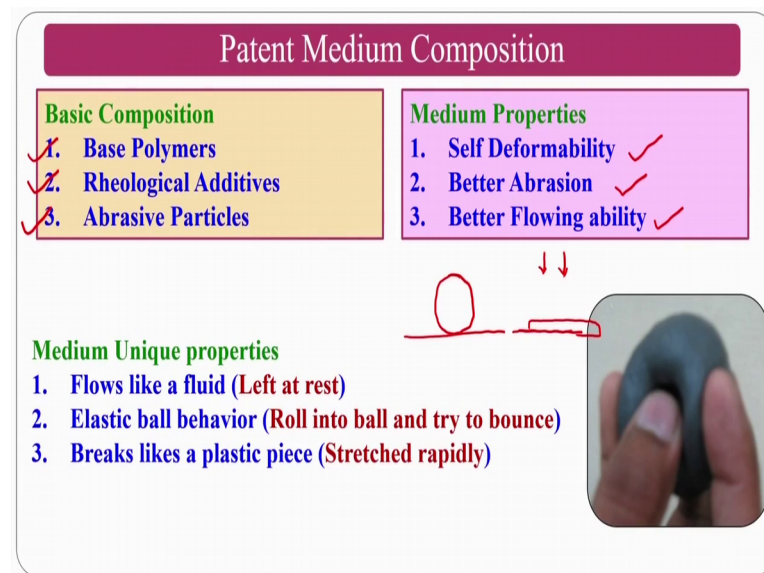 Patent Medium Composition
Basic Composition
1. Base Polymers
2. Rheological Additives
3. Abrasive Particles
Medium Properties
1. Self Deformability
2. Better Abrasion
3. Better Flowing ability
Medium Unique properties
1. Flows like a fluid (Left at rest)
2. Elastic ball behavior (Roll into ball and try to bounce)
3. Breaks likes a plastic piece (Stretched rapidly)